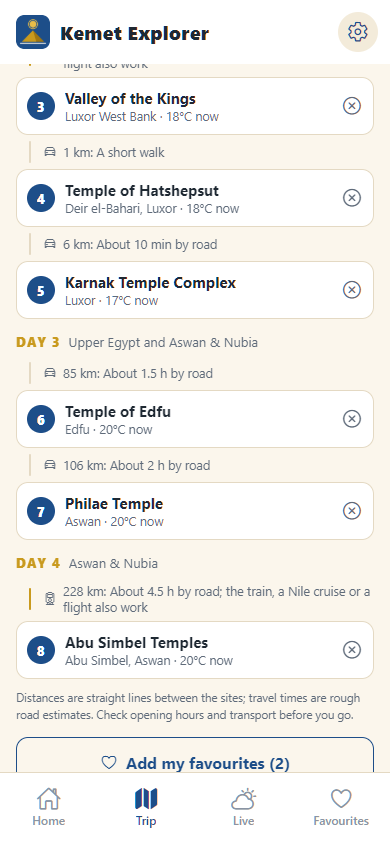 Kemet Explorer
flight also work
3
Valley of the Kings
Luxor West Bank · 18°C now
1 km: A short walk
4
Temple of Hatshepsut
Deir el-Bahari, Luxor · 18°C now
6 km: About 10 min by road
5
Karnak Temple Complex
Luxor · 17°C now
DAY 3 Upper Egypt and Aswan & Nubia
85 km: About 1.5 h by road
6
Temple of Edfu
Edfu · 20°C now
106 km: About 2 h by road
7
Philae Temple
Aswan · 20°C now
DAY 4 Aswan & Nubia
228 km: About 4.5 h by road; the train, a Nile cruise or a
flight also work
8
Abu Simbel Temples
Abu Simbel, Aswan · 20°C now
Distances are straight lines between the sites; travel times are rough
road estimates. Check opening hours and transport before you go.
Add my favourites (2)
Home Trip Live Favourites